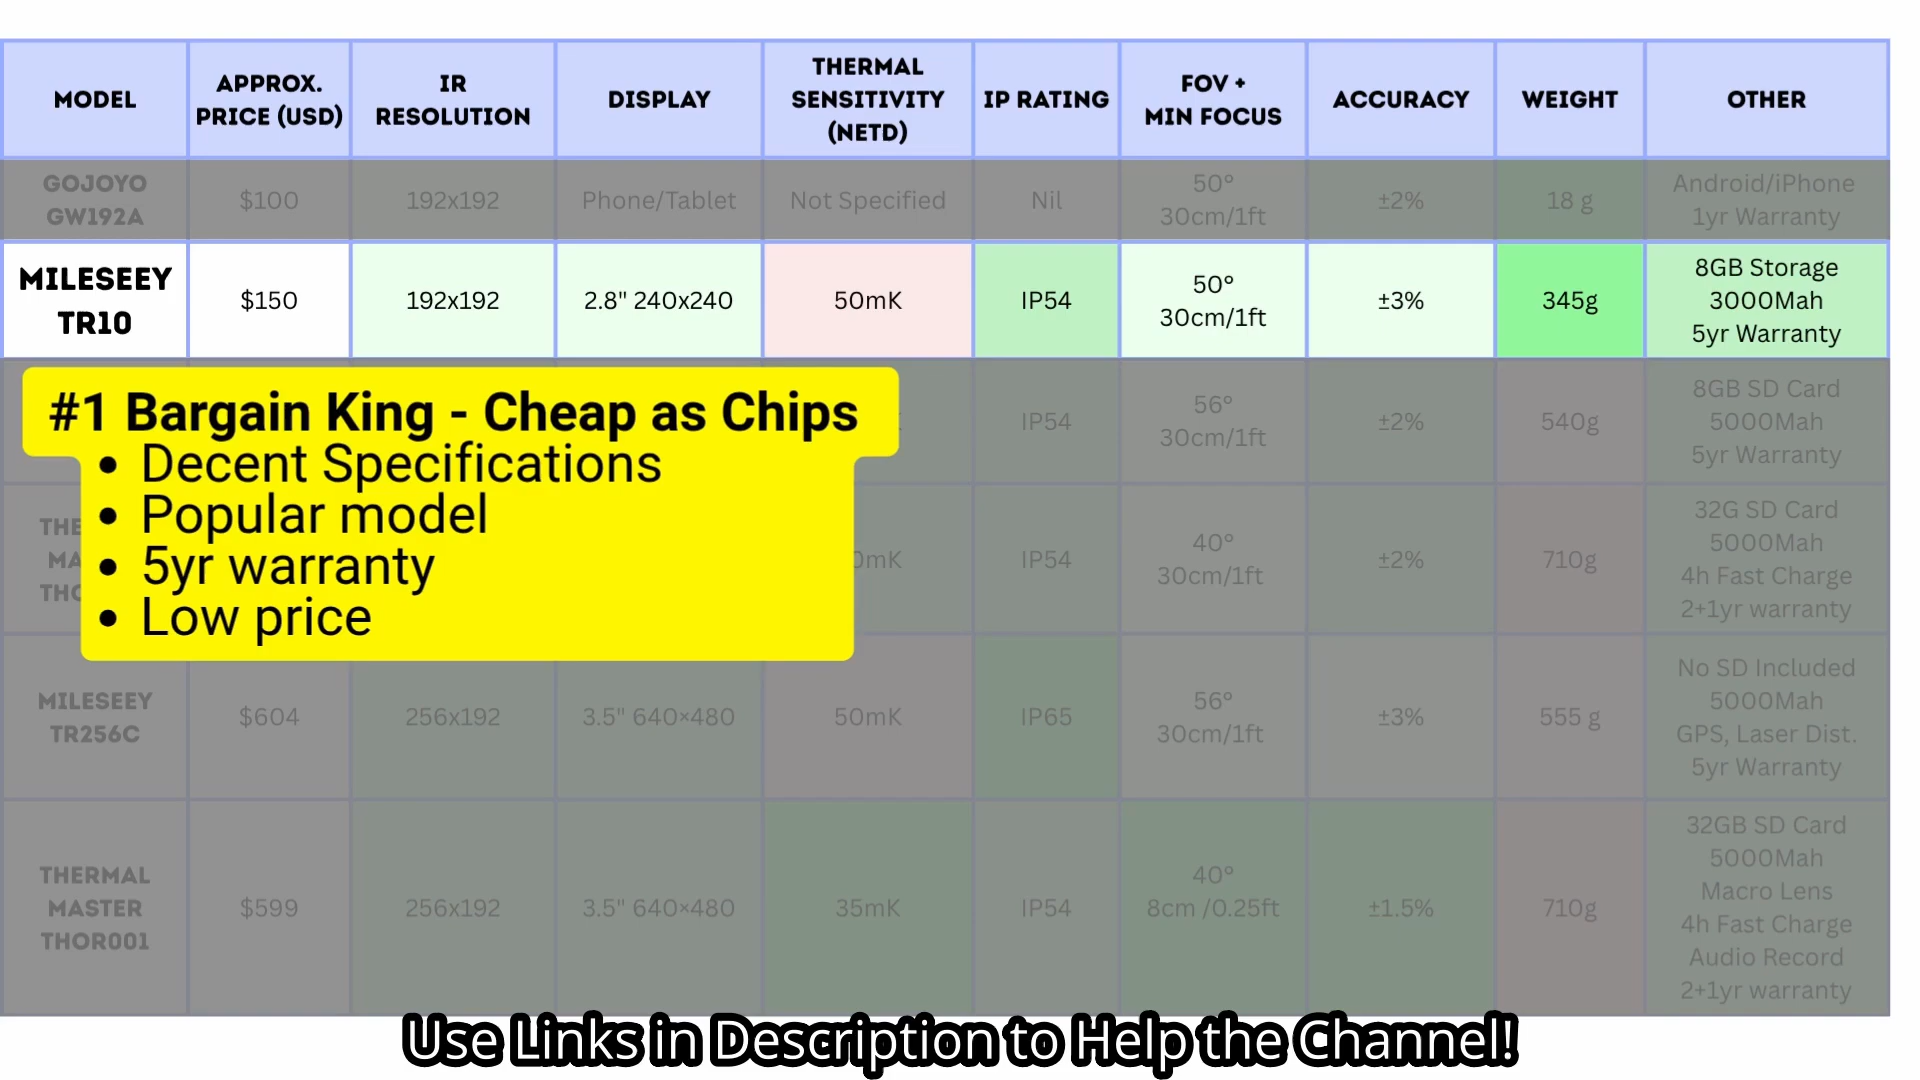 MODEL
APPROX.
PRICE (USD)
IR
RESOLUTION
DISPLAY
THERMAL
SENSITIVITY
(NETD)
IP RATING
FOV +
MIN FOCUS
ACCURACY
WEIGHT
OTHER
GOJOYO
GW192A
$100
192x192
Phone/Tablet
Not Specified
Nil
50°
30cm/1ft
±2%
18 g
Android/iPhone
1yr Warranty
MILESEEY
TR10
$150
192x192
2.8" 240x240
50mK
IP54
50°
30cm/1ft
±3%
345g
8GB Storage
3000Mah
5yr Warranty
#1 Bargain King - Cheap as Chips
• Decent Specifications
• Popular model
• 5yr warranty
• Low price
IP54
56°
30cm/1ft
±2%
540g
8GB SD Card
5000Mah
5yr Warranty
IP54
40°
30cm/1ft
±2%
710g
32G SD Card
5000Mah
4h Fast Charge
2+1yr warranty
MILESEEY
TR256C
$604
256x192
3.5" 640×480
50mK
IP65
56°
30cm/1ft
±3%
555 g
No SD Included
5000Mah
GPS, Laser Dist.
5yr Warranty
THERMAL
MASTER
THOR001
$599
256x192
3.5" 640×480
35mK
IP54
40°
8cm /0.25ft
±1.5%
710g
32GB SD Card
5000Mah
Macro Lens
4h Fast Charge
Audio Record
2+1yr warranty
Use Links in Description to Help the Channel!